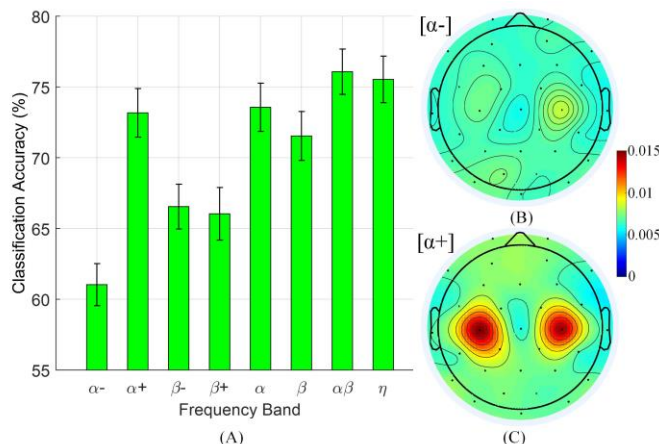 80
75
70
65
60
55
Classification Accuracy (%)
α- α+ β- β+ α β αβ η
Frequency Band
(A)
[α-]
(B)
[α+]
(C)
0.015
0.01
0.005
0